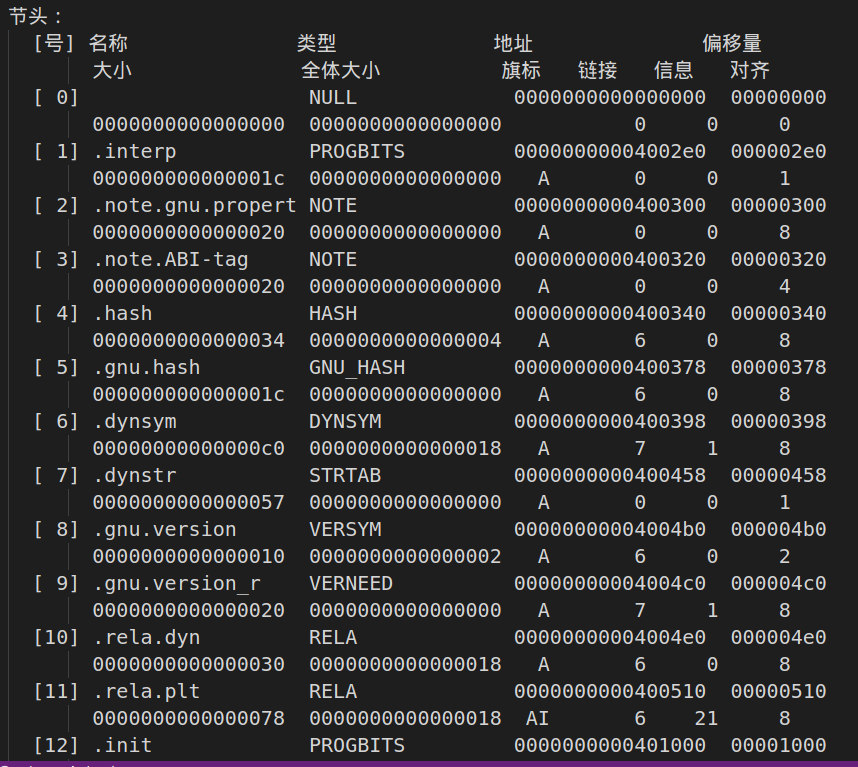 节头：
[号] 名称 类型 地址 偏移量
大小 全体大小 旗标 链接 信息 对齐
[ 0] NULL 0000000000000000 00000000
0000000000000000 0000000000000000 0 0 0
[ 1] .interp PROGBITS 00000000004002e0 000002e0
000000000000001c 0000000000000000 A 0 0 1
[ 2] .note.gnu.propert NOTE 0000000000400300 00000300
0000000000000020 0000000000000000 A 0 0 8
[ 3] .note.ABI-tag NOTE 0000000000400320 00000320
0000000000000020 0000000000000000 A 0 0 4
[ 4] .hash HASH 0000000000400340 00000340
0000000000000034 0000000000000004 A 6 0 8
[ 5] .gnu.hash GNU_HASH 0000000000400378 00000378
000000000000001c 0000000000000000 A 6 0 8
[ 6] .dynsym DYNSYM 0000000000400398 00000398
00000000000000c0 0000000000000018 A 7 1 8
[ 7] .dynstr STRTAB 0000000000400458 00000458
0000000000000057 0000000000000000 A 0 0 1
[ 8] .gnu.version VERSYM 00000000004004b0 000004b0
0000000000000010 0000000000000002 A 6 0 2
[ 9] .gnu.version_r VERNEED 00000000004004c0 000004c0
0000000000000020 0000000000000000 A 7 1 8
[10] .rela.dyn RELA 00000000004004e0 000004e0
0000000000000030 0000000000000018 A 6 0 8
[11] .rela.plt RELA 0000000000400510 00000510
0000000000000078 0000000000000018 AI 6 21 8
[12] .init PROGBITS 0000000000401000 00001000